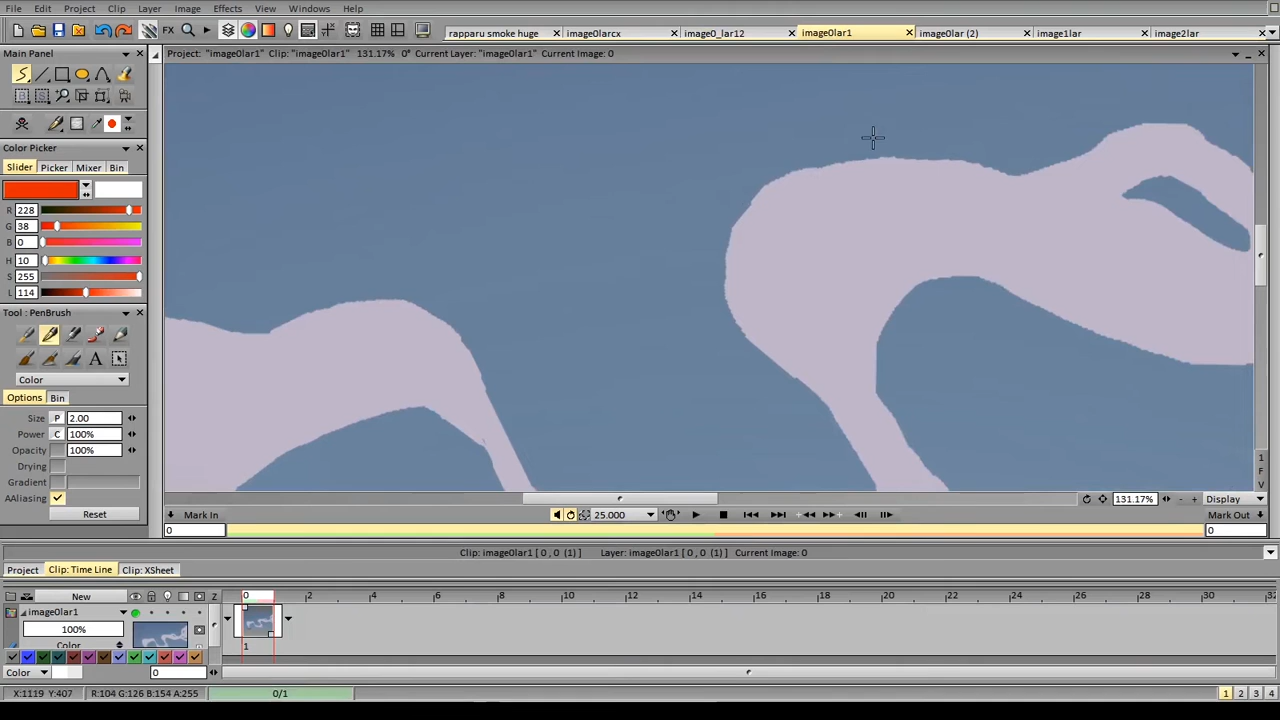 File Edit Project Clip Layer Image Effects View Windows Help
FX rapparu smoke huge image0larcx image0_lar12 image0lar1 image0lar (2) image1lar image2lar
Main Panel Project: "image0lar1" Clip: "image0lar1" 131.17% 0° Current Layer: "image0lar1" Current Image: 0
Color Picker
Slider Picker Mixer Bin
R 228
G 38
B 0
H 10
S 255
L 114
Tool : PenBrush
A
Color
Options Bin
Size P 2.00
Power C 100%
Opacity 100%
Drying
Gradient
AAliasing
Reset
1
F
V
131.17% - + Display
Mark In 25.000 Mark Out
0 0
Clip: image0lar1 [ 0 , 0 (1) ] Layer: image0lar1 [ 0 , 0 (1) ] Current Image: 0
Project Clip: Time Line Clip: XSheet
New Z 0 2 4 6 8 10 12 14 16 18 20 22 24 26 28 30 32
image0lar1
100%
Color 1
Color 0
X:1119 Y:407 R:104 G:126 B:154 A:255 0/1 1 2 3 4